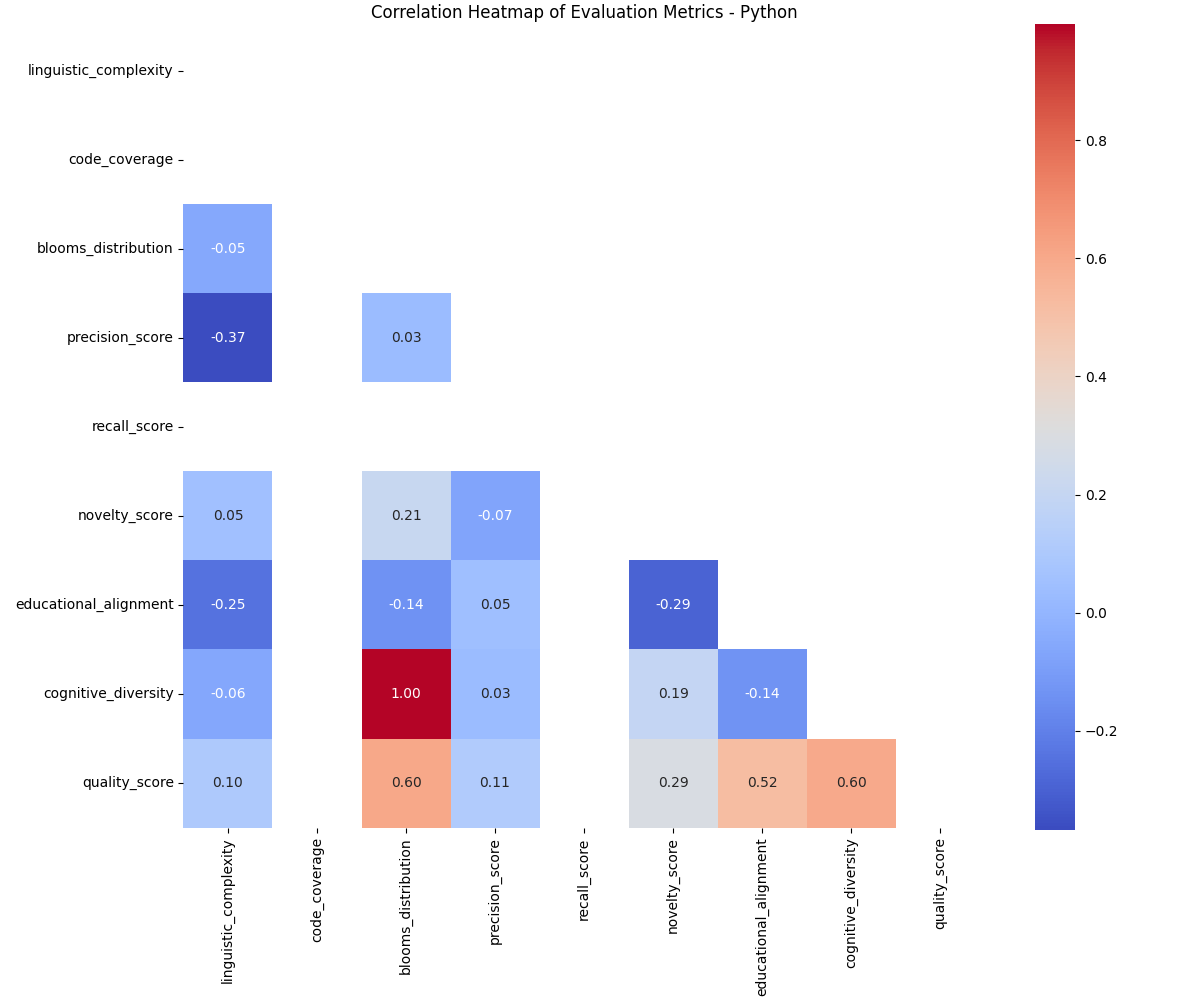 Correlation Heatmap of Evaluation Metrics - Python
linguistic_complexity
code_coverage
blooms_distribution
-0.05
precision_score
-0.37
0.03
recall_score
novelty_score
0.05
0.21
-0.07
educational_alignment
-0.25
-0.14
0.05
-0.29
cognitive_diversity
-0.06
1.00
0.03
0.19
-0.14
quality_score
0.10
0.60
0.11
0.29
0.52
0.60
linguistic_complexity
code_coverage
blooms_distribution
precision_score
recall_score
novelty_score
educational_alignment
cognitive_diversity
quality_score
0.8
0.6
0.4
0.2
0.0
−0.2